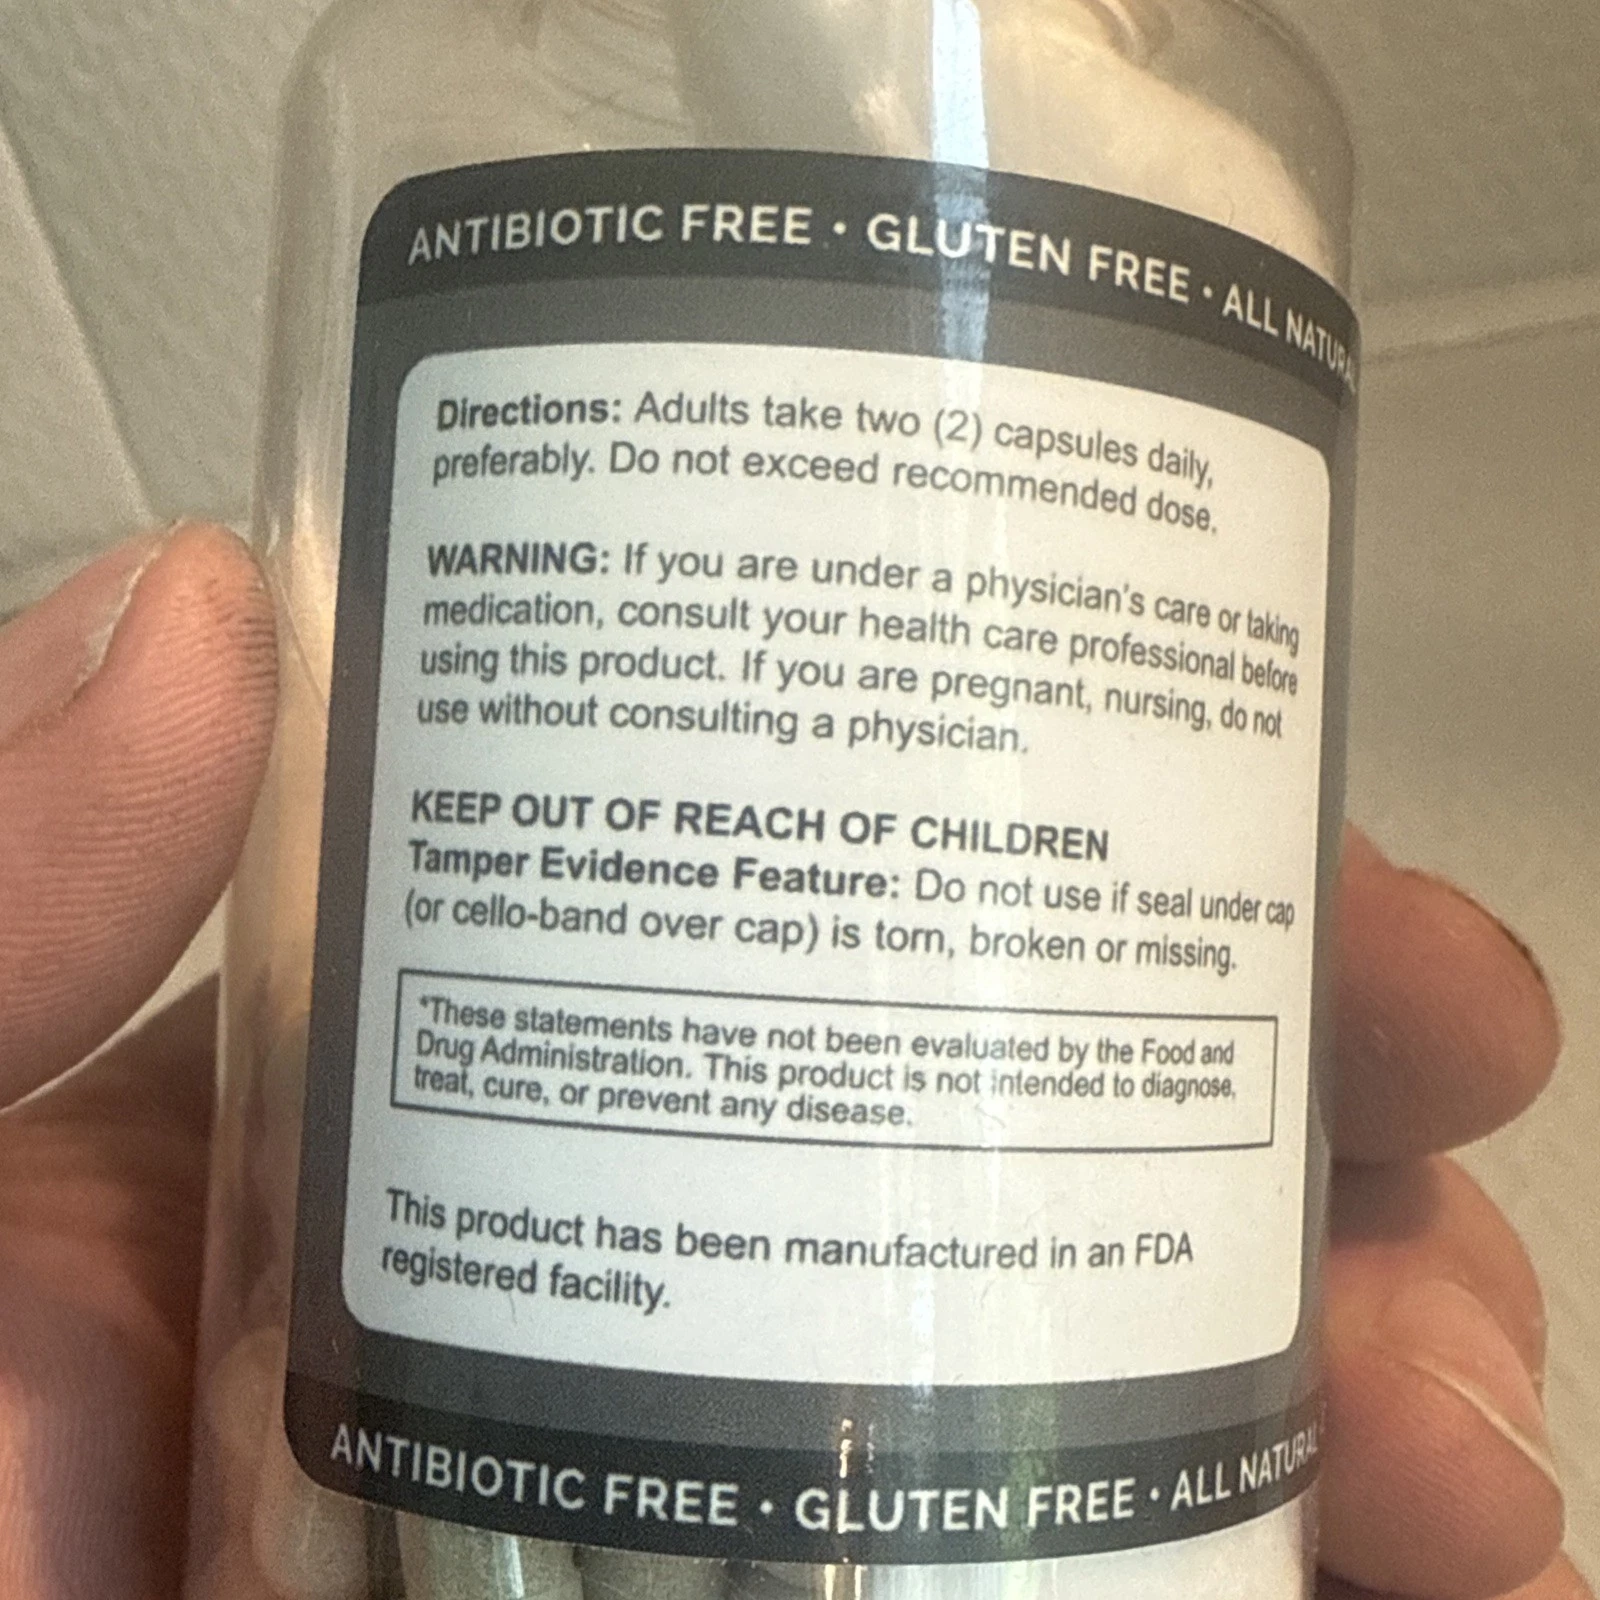 ANTIBIOTIC FREE • GLUTEN FREE • ALL NATURAL
Directions: Adults take two (2) capsules daily,
preferably. Do not exceed recommended dose.
WARNING: If you are under a physician's care or taking
medication, consult your health care professional before
using this product. If you are pregnant, nursing, do not
use without consulting a physician.
KEEP OUT OF REACH OF CHILDREN
Tamper Evidence Feature: Do not use if seal under cap
(or cello-band over cap) is torn, broken or missing.
*These statements have not been evaluated by the Food and
Drug Administration. This product is not intended to diagnose,
treat, cure, or prevent any disease.
This product has been manufactured in an FDA
registered facility.
ANTIBIOTIC FREE • GLUTEN FREE • ALL NATURAL